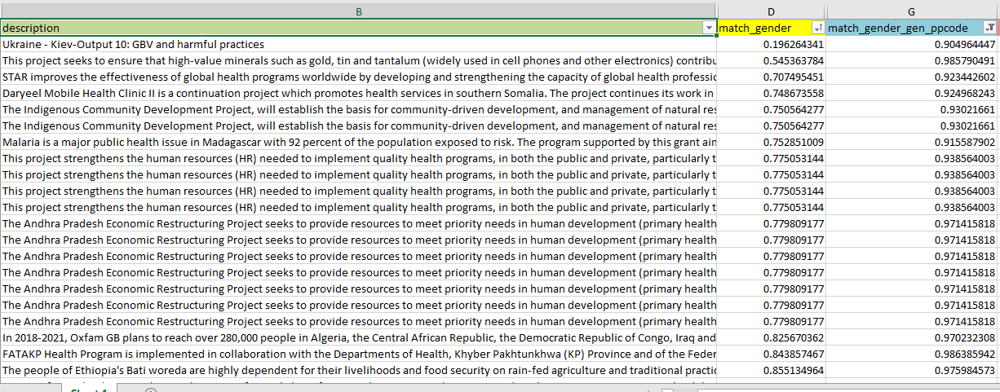 B D G
description match_gender match_gender_gen_ppcode
Ukraine - Kiev-Output 10: GBV and harmful practices 0.196264341 0.904964447
This project seeks to ensure that high-value minerals such as gold, tin and tantalum (widely used in cell phones and other electronics) contribu 0.545363784 0.985790491
STAR improves the effectiveness of global health programs worldwide by developing and strengthening the capacity of global health professic 0.707495451 0.923442602
Daryeel Mobile Health Clinic II is a continuation project which promotes health services in southern Somalia. The project continues its work in 0.748673558 0.924968243
The Indigenous Community Development Project, will establish the basis for community-driven development, and management of natural res 0.750564277 0.93021661
The Indigenous Community Development Project, will establish the basis for community-driven development, and management of natural res 0.750564277 0.93021661
Malaria is a major public health issue in Madagascar with 92 percent of the population exposed to risk. The program supported by this grant ain 0.752851009 0.915587902
This project strengthens the human resources (HR) needed to implement quality health programs, in both the public and private, particularly t 0.775053144 0.938564003
This project strengthens the human resources (HR) needed to implement quality health programs, in both the public and private, particularly t 0.775053144 0.938564003
This project strengthens the human resources (HR) needed to implement quality health programs, in both the public and private, particularly t 0.775053144 0.938564003
This project strengthens the human resources (HR) needed to implement quality health programs, in both the public and private, particularly t 0.775053144 0.938564003
The Andhra Pradesh Economic Restructuring Project seeks to provide resources to meet priority needs in human development (primary health 0.779809177 0.971415818
The Andhra Pradesh Economic Restructuring Project seeks to provide resources to meet priority needs in human development (primary health 0.779809177 0.971415818
The Andhra Pradesh Economic Restructuring Project seeks to provide resources to meet priority needs in human development (primary health 0.779809177 0.971415818
The Andhra Pradesh Economic Restructuring Project seeks to provide resources to meet priority needs in human development (primary health 0.779809177 0.971415818
The Andhra Pradesh Economic Restructuring Project seeks to provide resources to meet priority needs in human development (primary health 0.779809177 0.971415818
The Andhra Pradesh Economic Restructuring Project seeks to provide resources to meet priority needs in human development (primary health 0.779809177 0.971415818
The Andhra Pradesh Economic Restructuring Project seeks to provide resources to meet priority needs in human development (primary health 0.779809177 0.971415818
In 2018-2021, Oxfam GB plans to reach over 280,000 people in Algeria, the Central African Republic, the Democratic Republic of Congo, Iraq and 0.825670362 0.970232308
FATAKP Health Program is implemented in collaboration with the Departments of Health, Khyber Pakhtunkhwa (KP) Province and of the Feder 0.843857467 0.986385942
The people of Ethiopia's Bati woreda are highly dependent for their livelihoods and food security on rain-fed agriculture and traditional practic 0.855134964 0.975984573